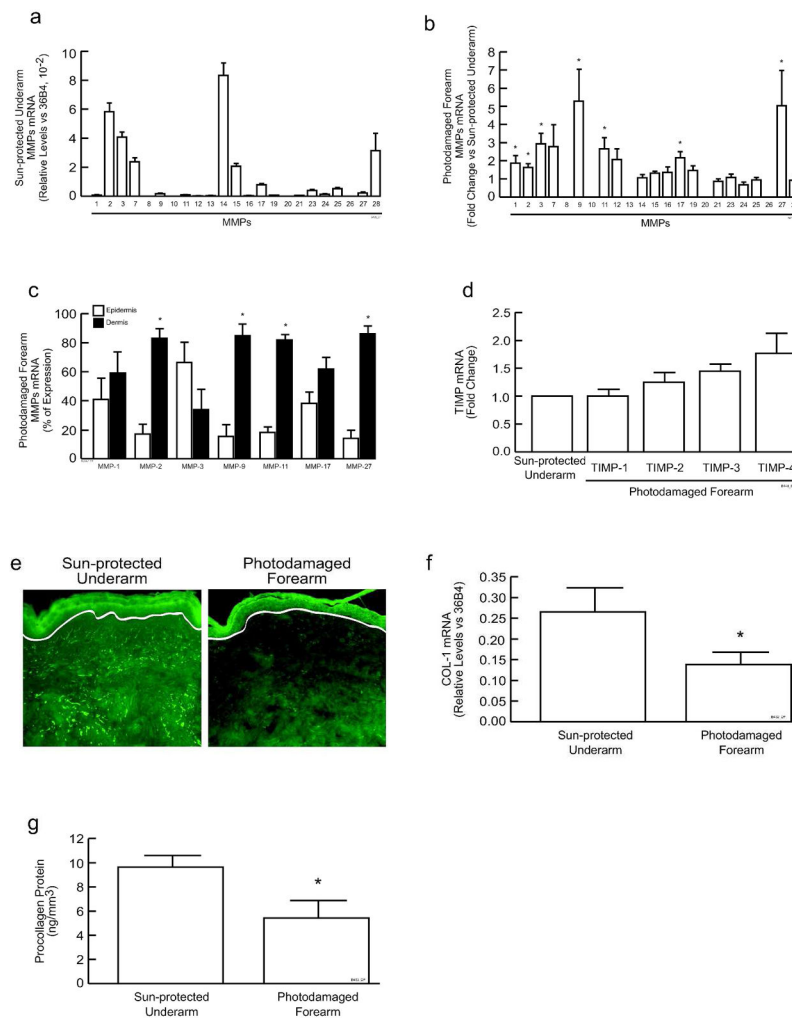 a
Sun-protected Underarm
MMPs mRNA
(Relative Levels vs 36B4, 10-2)
10
8
6
4
2
0
1 2 3 7 8 9 10 11 12 13 14 15 16 17 19 20 21 23 24 25 26 27 28
MMPs
b
Photodamaged Forearm
MMPs mRNA
(Fold Change vs Sun-protected Underarm)
8
7
6
5
4
3
2
1
0
* * * * * * *
1 2 3 7 8 9 10 11 12 13 14 15 16 17 19 20 21 23 24 25 26 27
MMPs
c
Epidermis
Dermis
Photodamaged Forearm
MMPs mRNA
(% of Expression)
100
80
60
40
20
0
* * * *
MMP-1 MMP-2 MMP-3 MMP-9 MMP-11 MMP-17 MMP-27
d
TIMP mRNA
(Fold Change)
2.5
2.0
1.5
1.0
0.5
0.0
Sun-protected
Underarm
TIMP-1 TIMP-2 TIMP-3 TIMP-4
Photodamaged Forearm
e
Sun-protected
Underarm
Photodamaged
Forearm
f
COL-1 mRNA
(Relative Levels vs 36B4)
0.35
0.30
0.25
0.20
0.15
0.10
0.05
0.00
*
Sun-protected
Underarm
Photodamaged
Forearm
g
Procollagen Protein
(ng/mm3)
12
10
8
6
4
2
0
*
Sun-protected
Underarm
Photodamaged
Forearm